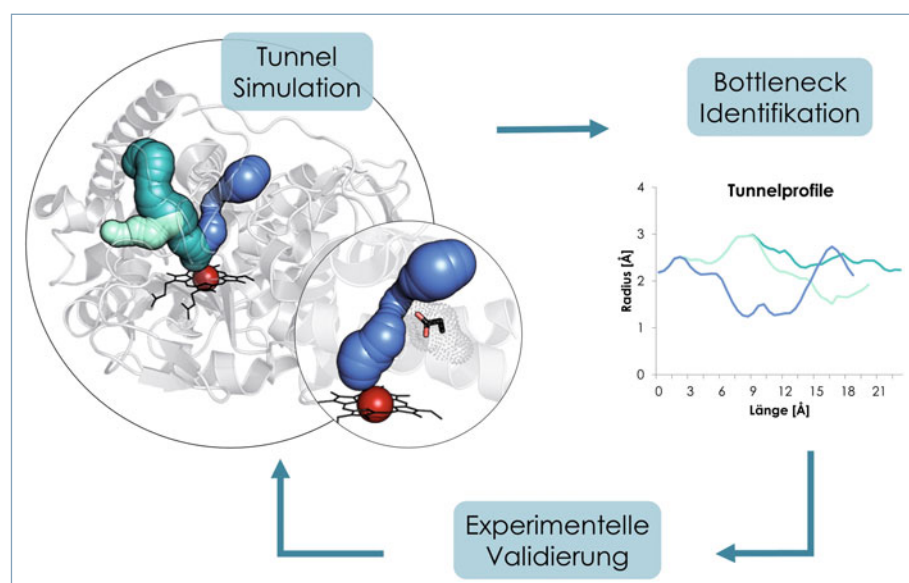 Tunnel
Simulation
Bottleneck
Identifikation
Tunnelprofile
Radius [Å]
4
3
2
1
0
0 3 6 9 12 15 18 21
Länge [Å]
Experimentelle
Validierung